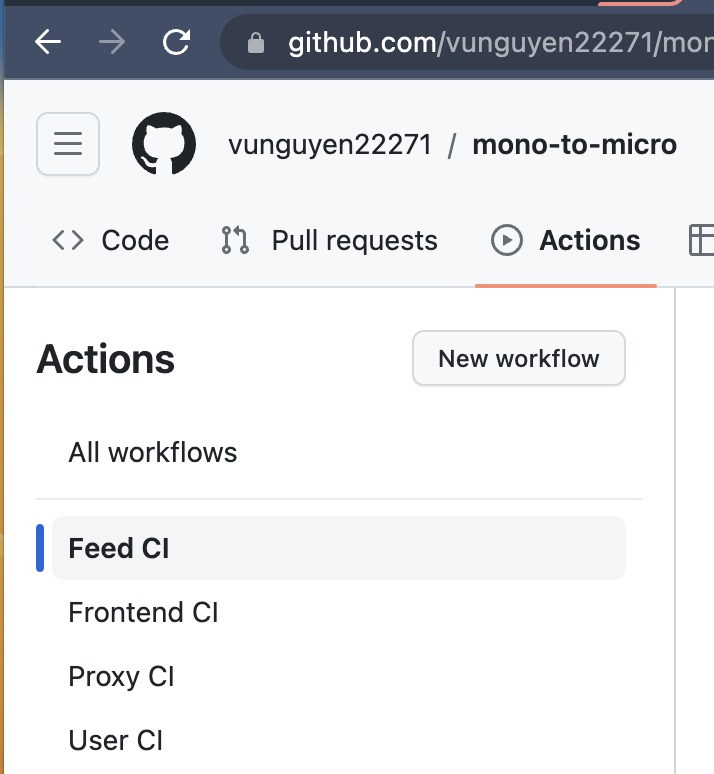 github.com/vunguyen22271/mon
vunguyen22271 / mono-to-micro
Code Pull requests Actions
Actions New workflow
All workflows
Feed CI
Frontend CI
Proxy CI
User CI